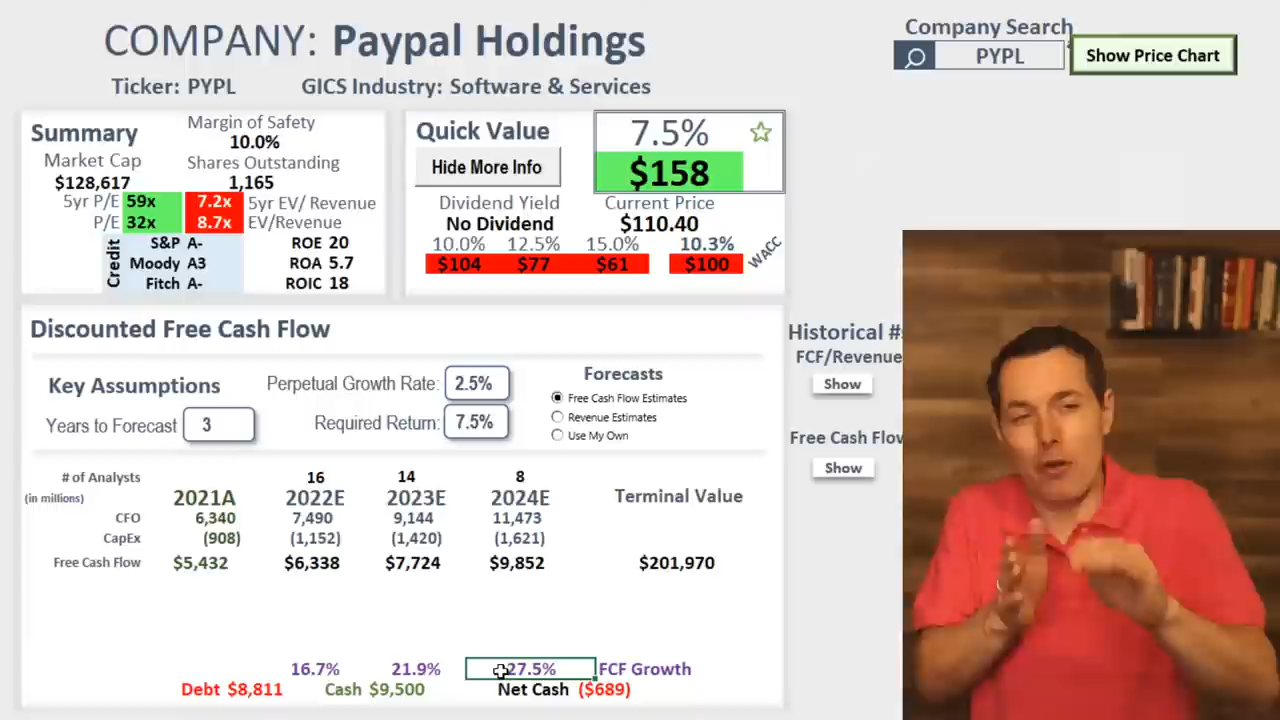 COMPANY: Paypal Holdings
Ticker: PYPL GICS Industry: Software & Services
Company Search
PYPL
Show Price Chart
Summary
Margin of Safety
10.0%
Market Cap Shares Outstanding
$128,617 1,165
5yr P/E 59x 7.2x 5yr EV/ Revenue
P/E 32x 8.7x EV/Revenue
Credit
S&P A- ROE 20
Moody A3 ROA 5.7
Fitch A- ROIC 18
Quick Value
Hide More Info
7.5%
$158
Dividend Yield Current Price
No Dividend $110.40
10.0% 12.5% 15.0% 10.3%
$104 $77 $61 $100
WACC
Discounted Free Cash Flow
Key Assumptions
Years to Forecast 3
Perpetual Growth Rate: 2.5%
Required Return: 7.5%
Forecasts
Free Cash Flow Estimates
Revenue Estimates
Use My Own
# of Analysts 16 14 8
(in millions) 2021A 2022E 2023E 2024E Terminal Value
CFO 6,340 7,490 9,144 11,473
CapEx (908) (1,152) (1,420) (1,621)
Free Cash Flow $5,432 $6,338 $7,724 $9,852 $201,970
16.7% 21.9% 27.5% FCF Growth
Debt $8,811 Cash $9,500 Net Cash ($689)
Historical #
FCF/Revenue
Show
Free Cash Flow
Show